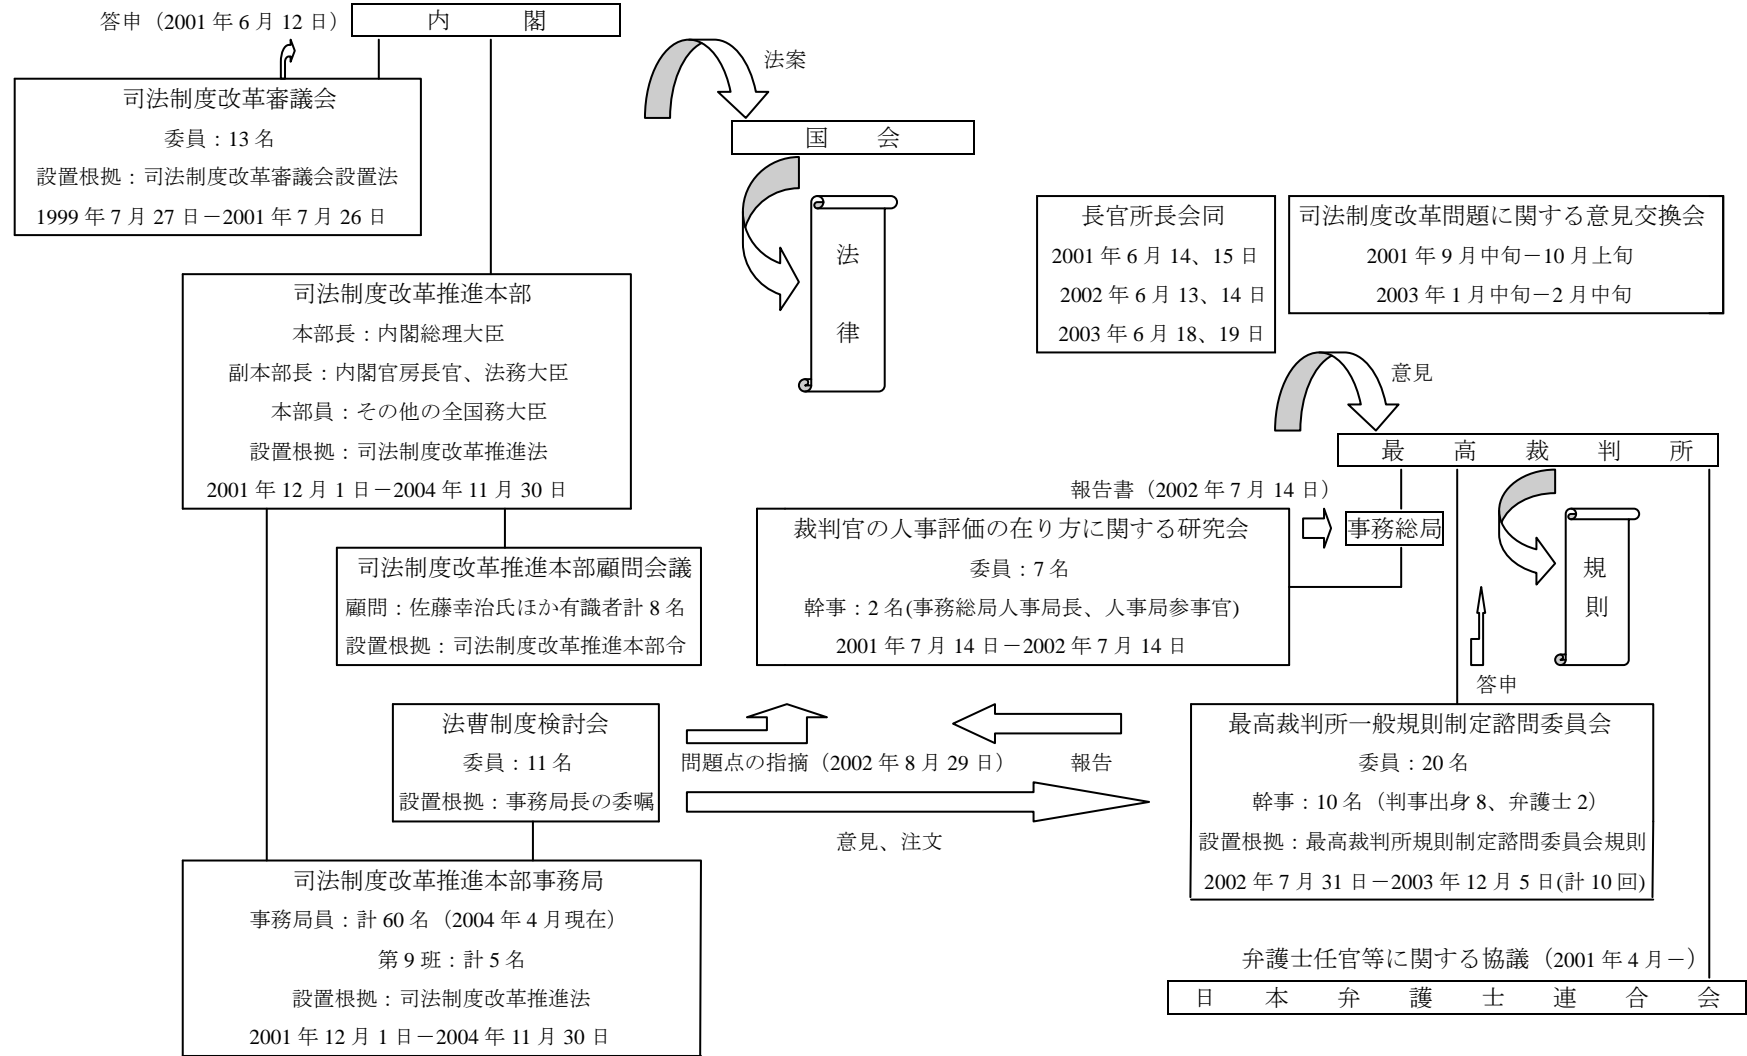 答申（2001 年 6 月 12 日）
内　閣
法案
司法制度改革審議会
委員：13 名
設置根拠：司法制度改革審議会設置法
1999 年 7 月 27 日－2001 年 7 月 26 日
国　会
法
律
長官所長会同
2001 年 6 月 14、15 日
2002 年 6 月 13、14 日
2003 年 6 月 18、19 日
司法制度改革問題に関する意見交換会
2001 年 9 月中旬－10 月上旬
2003 年 1 月中旬－2 月中旬
司法制度改革推進本部
本部長：内閣総理大臣
副本部長：内閣官房長官、法務大臣
本部員：その他の全国務大臣
設置根拠：司法制度改革推進法
2001 年 12 月 1 日－2004 年 11 月 30 日
意見
最　高　裁　判　所
報告書（2002 年 7 月 14 日）
事務総局
裁判官の人事評価の在り方に関する研究会
委員：7 名
幹事：2 名(事務総局人事局長、人事局参事官)
2001 年 7 月 14 日－2002 年 7 月 14 日
規
則
司法制度改革推進本部顧問会議
顧問：佐藤幸治氏ほか有識者計 8 名
設置根拠：司法制度改革推進本部令
答申
法曹制度検討会
委員：11 名
設置根拠：事務局長の委嘱
問題点の指摘（2002 年 8 月 29 日）
報告
意見、注文
最高裁判所一般規則制定諮問委員会
委員：20 名
幹事：10 名（判事出身 8、弁護士 2）
設置根拠：最高裁判所規則制定諮問委員会規則
2002 年 7 月 31 日－2003 年 12 月 5 日(計 10 回)
司法制度改革推進本部事務局
事務局員：計 60 名（2004 年 4 月現在）
第 9 班：計 5 名
設置根拠：司法制度改革推進法
2001 年 12 月 1 日－2004 年 11 月 30 日
弁護士任官等に関する協議（2001 年 4 月－）
日　本　弁　護　士　連　合　会